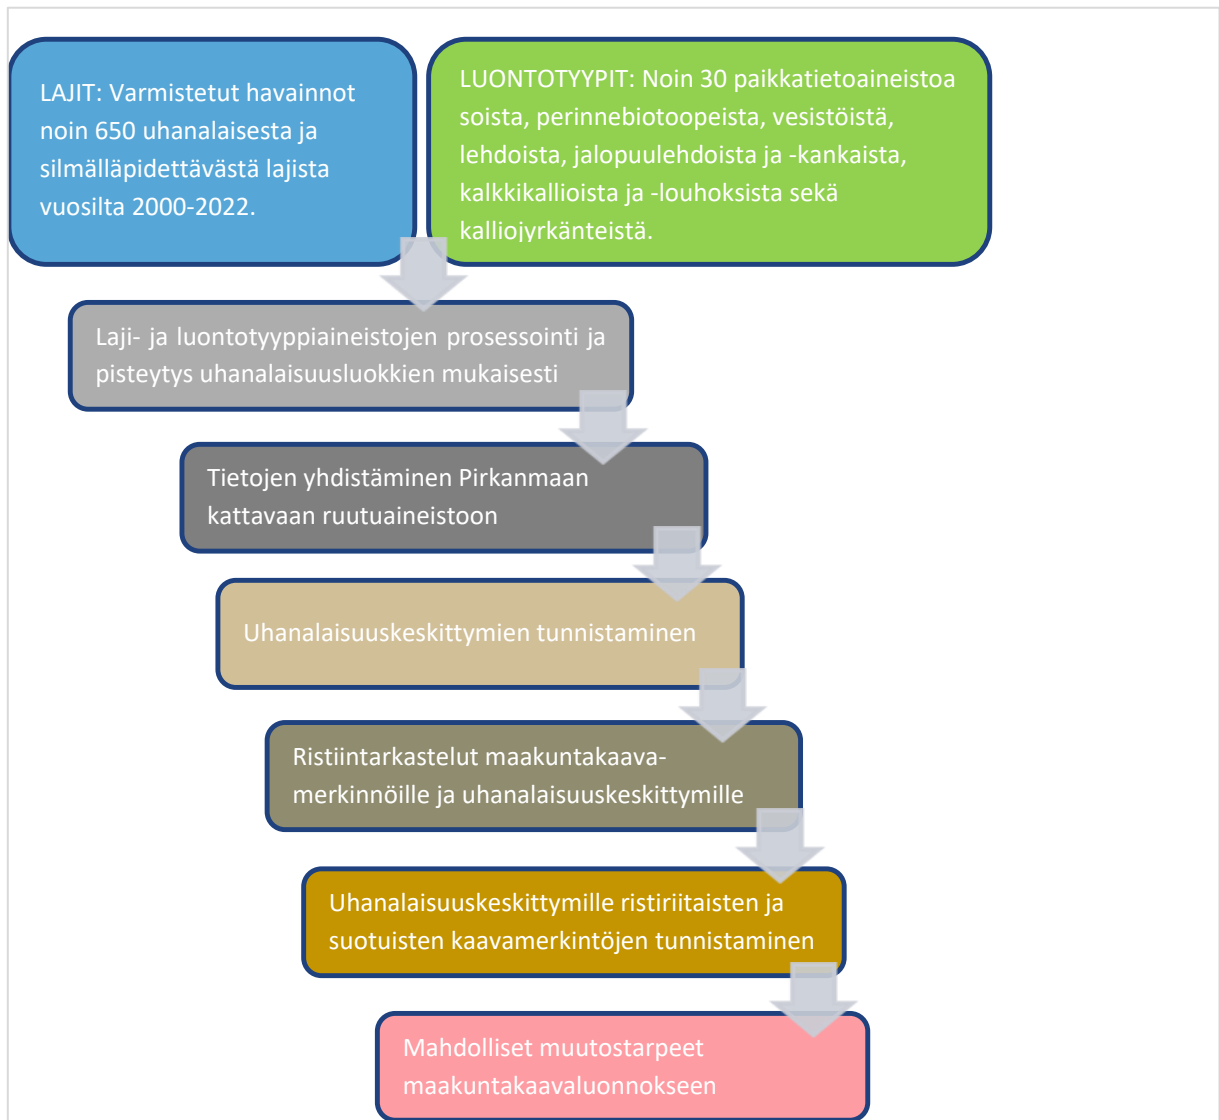 LAJIT: Varmistetut havainnot
noin 650 uhanalaisesta ja
silmälläpidettävästä lajista
vuosilta 2000-2022.
LUONTOTYYPIT: Noin 30 paikkatietoaineistoa
soista, perinnebiotoopeista, vesistöistä,
lehdoista, jalopuulehdoista ja -kankaista,
kalkkikallioista ja -louhoksista sekä
kalliojyrkänteistä.
Laji- ja luontotyyppiaineistojen prosessointi ja
pisteytys uhanalaisuusluokkien mukaisesti
Tietojen yhdistäminen Pirkanmaan
kattavaan ruutuaineistoon
Uhanalaisuuskeskittymien tunnistaminen
Ristiintarkastelut maakuntakaava-
merkinnöille ja uhanalaisuuskeskittymille
Uhanalaisuuskeskittymille ristiriitaisten ja
suotuisten kaavamerkintöjen tunnistaminen
Mahdolliset muutostarpeet
maakuntakaavaluonnokseen